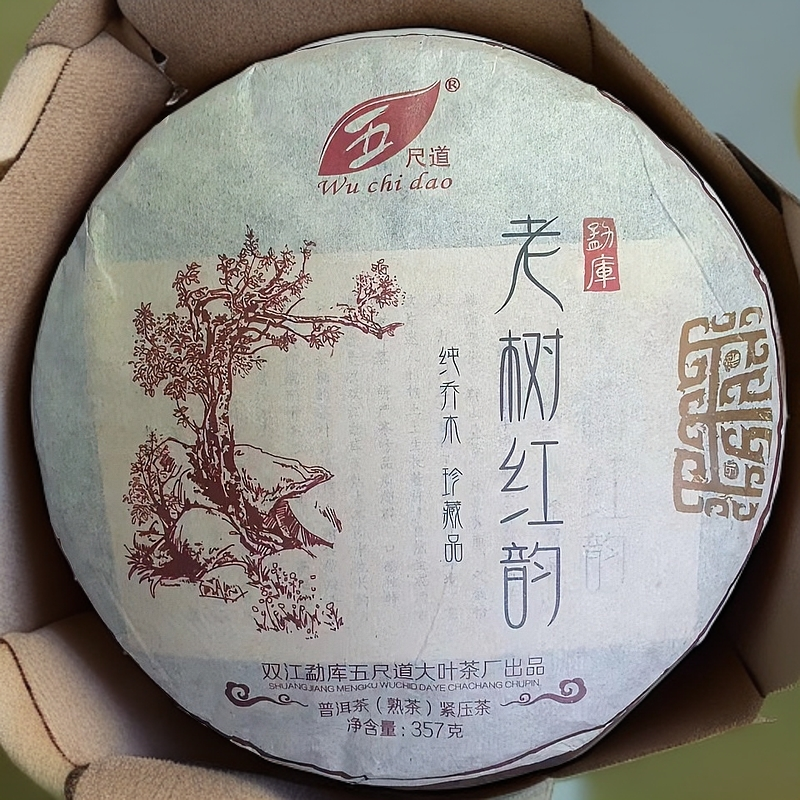 五 ®
尺道
Wu chi dao
勐库
老树红韵
纯乔木 珍藏品
双江勐库五尺道大叶茶厂出品
SHUANGJIANG MENGKU WUCHID DAYE CHACHANG CHUPIN.
普洱茶（熟茶）紧压茶
净含量：357克